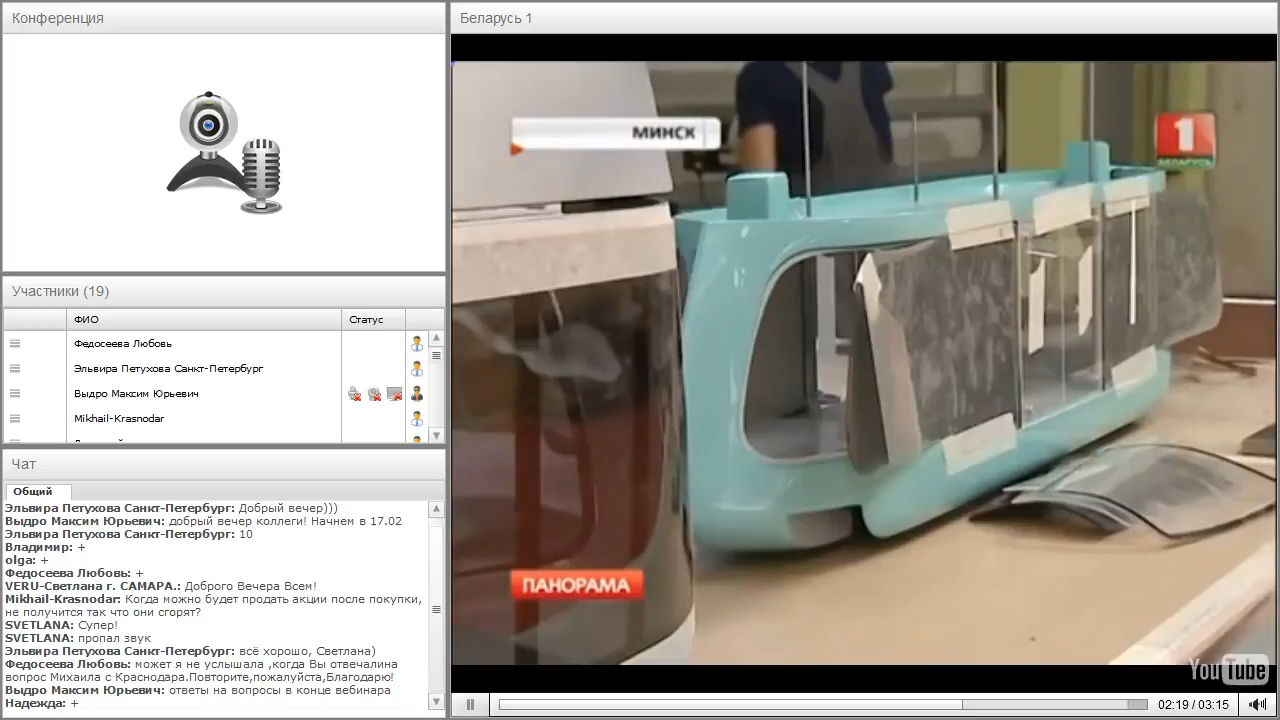 Конференция
Участники (19)
ФИО
Статус
Федосеева Любовь
Эльвира Петухова Санкт-Петербург
Выдро Максим Юрьевич
Mikhail-Krasnodar
Чат
Общий
Эльвира Петухова Санкт-Петербург: Добрый вечер)))
Выдро Максим Юрьевич: добрый вечер коллеги! Начнем в 17.02
Эльвира Петухова Санкт-Петербург: 10
Владимир: +
olga: +
Федосеева Любовь: +
VERU-Светлана г. САМАРА.: Доброго Вечера Всем!
Mikhail-Krasnodar: Когда можно будет продать акции после покупки,
не получится так что они сгорят?
SVETLANA: Супер!
SVETLANA: пропал звук
Эльвира Петухова Санкт-Петербург: всё хорошо, Светлана)
Федосеева Любовь: может я не услышала ,когда Вы отвечалина
вопрос Михаила с Краснодара.Повторите,пожалуйста,Благодарю!
Выдро Максим Юрьевич: ответы на вопросы в конце вебинара
Надежда: +
Беларусь 1
МИНСК
1
БЕЛАРУСЬ
ПАНОРАМА
YouTube
02:19 / 03:15